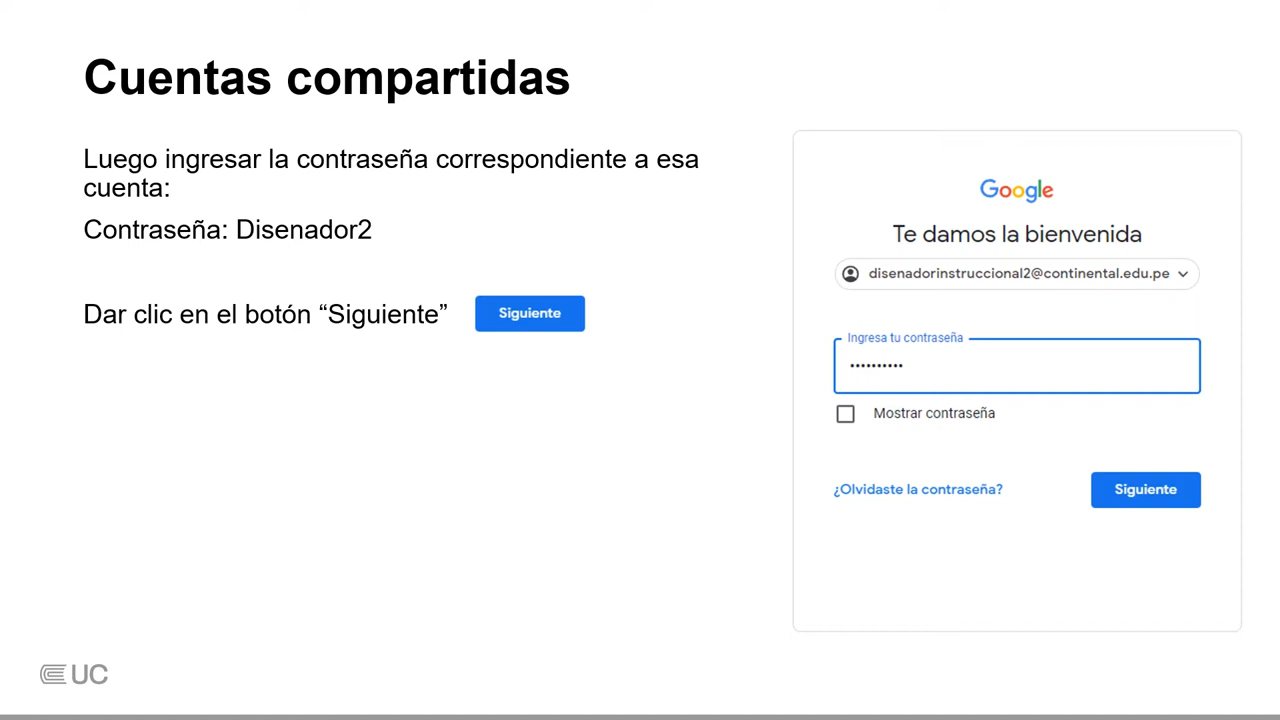 Cuentas compartidas
Luego ingresar la contraseña correspondiente a esa
cuenta:
Contraseña: Disenador2
Dar clic en el botón “Siguiente”
Siguiente
Google
Te damos la bienvenida
disenadorinstruccional2@continental.edu.pe
Ingresa tu contraseña
••••••••••
Mostrar contraseña
¿Olvidaste la contraseña?
Siguiente
UC